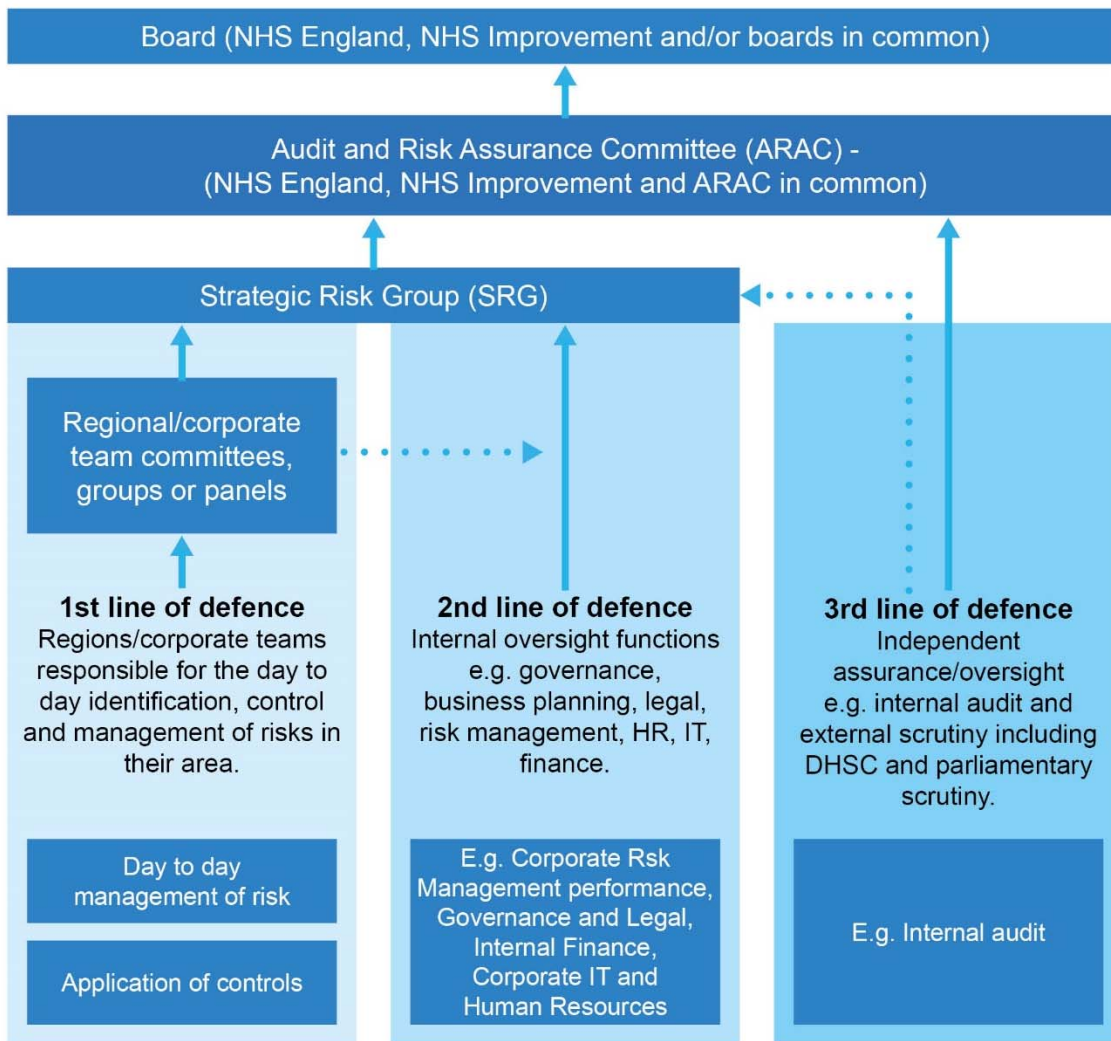 Board (NHS England, NHS Improvement and/or boards in common)
Audit and Risk Assurance Committee (ARAC) -
(NHS England, NHS Improvement and ARAC in common)
Strategic Risk Group (SRG)
Regional/corporate
team committees,
groups or panels
1st line of defence
Regions/corporate teams
responsible for the day to
day identification, control
and management of risks in
their area.
Day to day
management of risk
Application of controls
2nd line of defence
Internal oversight functions
e.g. governance,
business planning, legal,
risk management, HR, IT,
finance.
E.g. Corporate Rsk
Management performance,
Governance and Legal,
Internal Finance,
Corporate IT and
Human Resources
3rd line of defence
Independent
assurance/oversight
e.g. internal audit and
external scrutiny including
DHSC and parliamentary
scrutiny.
E.g. Internal audit